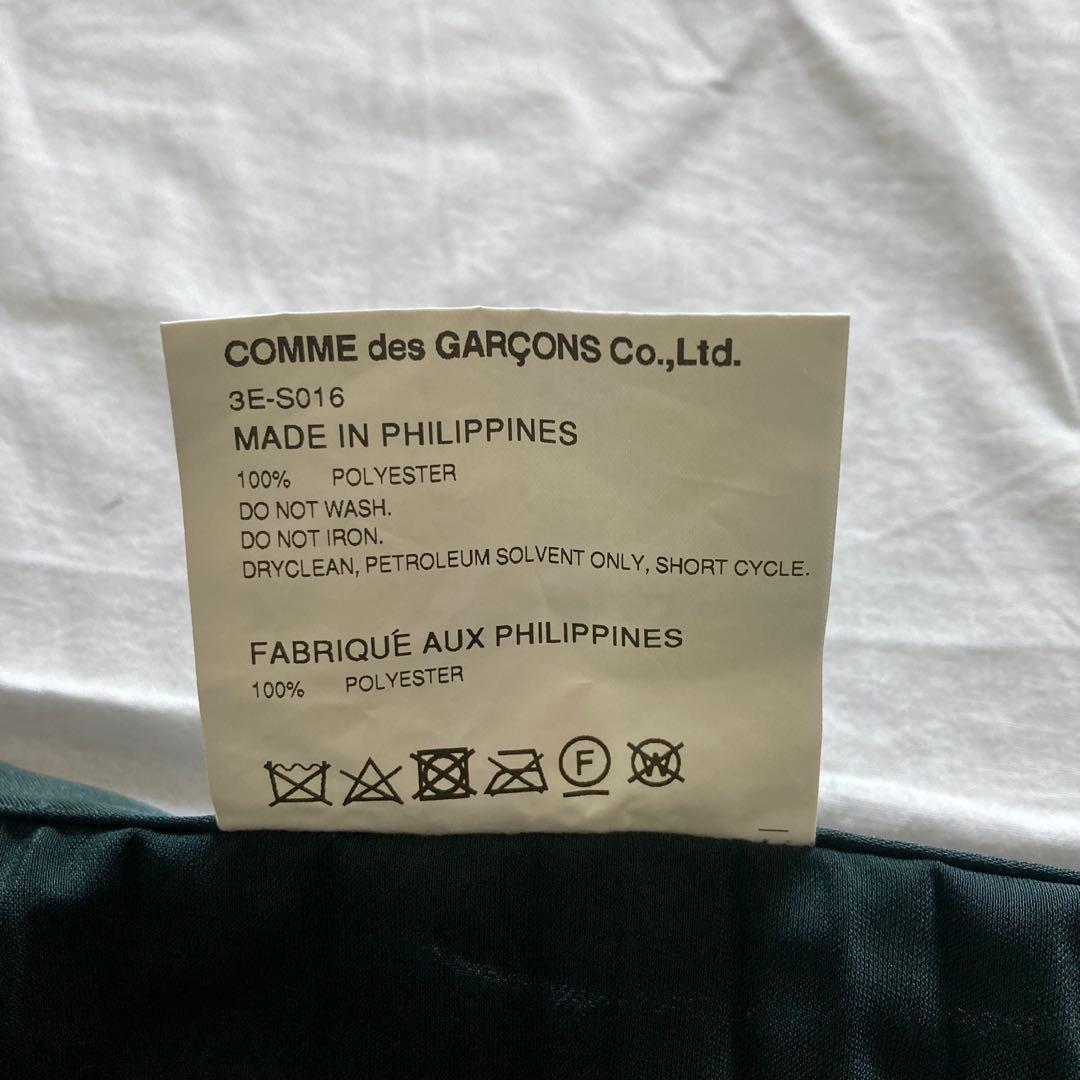 COMME des GARÇONS Co.,Ltd.
3E-S016
MADE IN PHILIPPINES
100% POLYESTER
DO NOT WASH.
DO NOT IRON.
DRYCLEAN, PETROLEUM SOLVENT ONLY, SHORT CYCLE.
FABRIQUÉ AUX PHILIPPINES
100% POLYESTER
F W